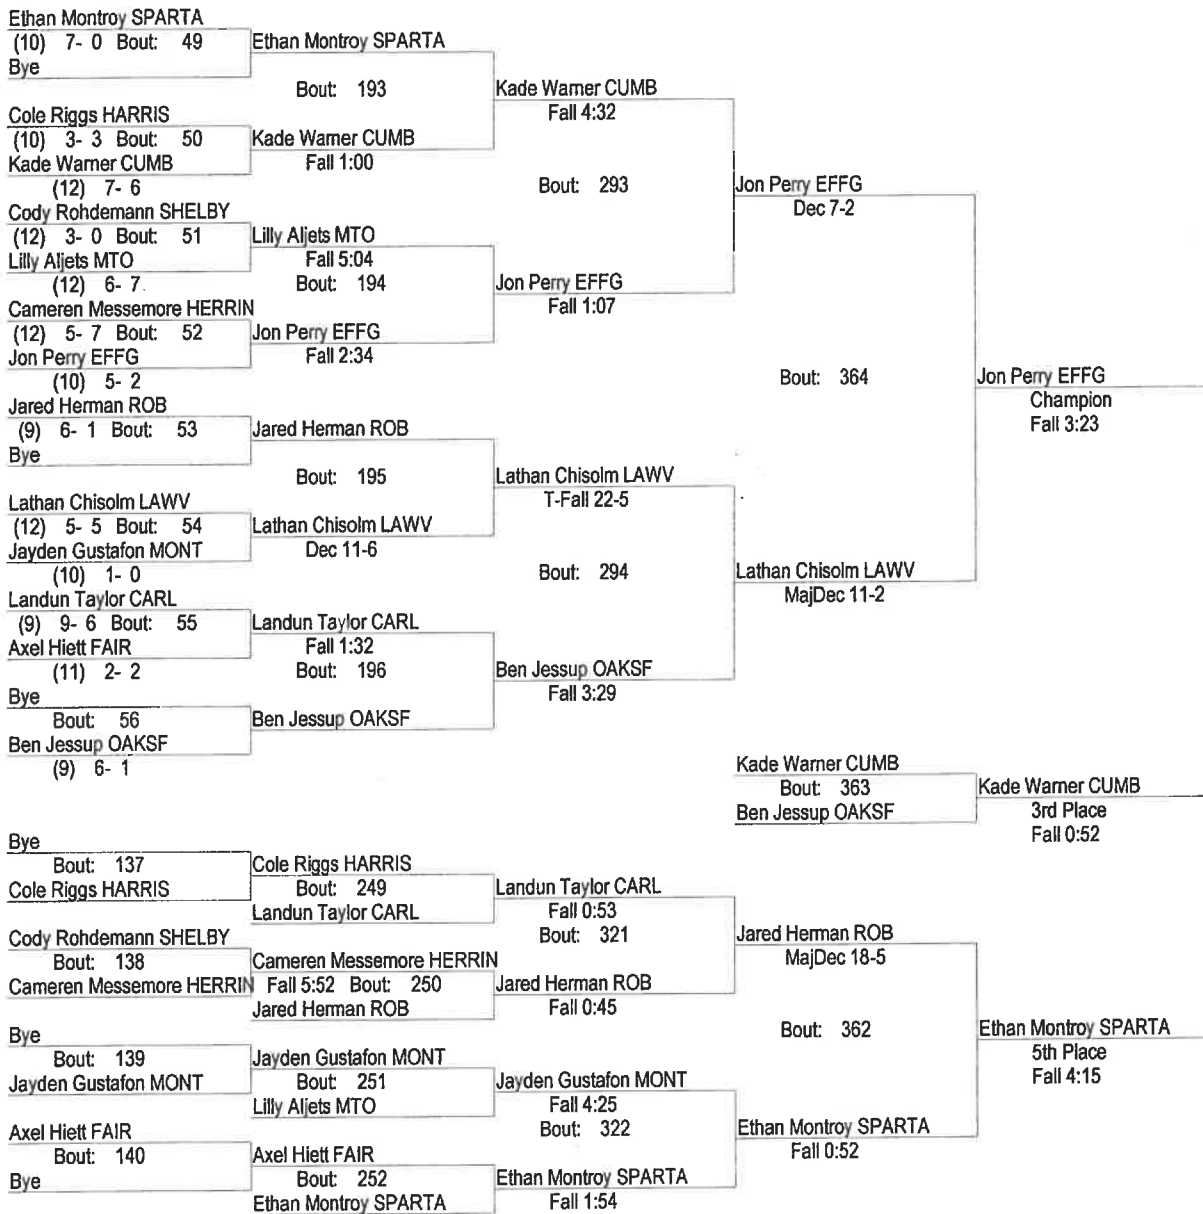 Ethan Montroy SPARTA
(10) 7- 0 Bout: 49
Bye
Ethan Montroy SPARTA
Bout: 193
Cole Riggs HARRIS
(10) 3- 3 Bout: 50
Kade Warner CUMB
(12) 7- 6
Kade Warner CUMB
Fall 1:00
Kade Warner CUMB
Fall 4:32
Bout: 293
Cody Rohdemann SHELBY
(12) 3- 0 Bout: 51
Lilly Aljets MTO
(12) 6- 7
Lilly Aljets MTO
Fall 5:04
Bout: 194
Cameren Messemore HERRIN
(12) 5- 7 Bout: 52
Jon Perry EFFG
(10) 5- 2
Jon Perry EFFG
Fall 2:34
Jon Perry EFFG
Fall 1:07
Jon Perry EFFG
Dec 7-2
Bout: 364
Jon Perry EFFG
Champion
Fall 3:23
Jared Herman ROB
(9) 6- 1 Bout: 53
Bye
Jared Herman ROB
Bout: 195
Lathan Chisolm LAWV
(12) 5- 5 Bout: 54
Jayden Gustafon MONT
(10) 1- 0
Lathan Chisolm LAWV
Dec 11-6
Lathan Chisolm LAWV
T-Fall 22-5
Bout: 294
Lathan Chisolm LAWV
MajDec 11-2
Landun Taylor CARL
(9) 9- 6 Bout: 55
Axel Hiett FAIR
(11) 2- 2
Landun Taylor CARL
Fall 1:32
Bout: 196
Bye
Bout: 56
Ben Jessup OAKSF
(9) 6- 1
Ben Jessup OAKSF
Ben Jessup OAKSF
Fall 3:29
Kade Warner CUMB
Bout: 363
Ben Jessup OAKSF
Kade Warner CUMB
3rd Place
Fall 0:52
Bye
Bout: 137
Cole Riggs HARRIS
Cole Riggs HARRIS
Bout: 249
Landun Taylor CARL
Landun Taylor CARL
Fall 0:53
Bout: 321
Cody Rohdemann SHELBY
Bout: 138
Cameren Messemore HERRIN
Cameren Messemore HERRIN
Fall 5:52 Bout: 250
Jared Herman ROB
Jared Herman ROB
Fall 0:45
Jared Herman ROB
MajDec 18-5
Bout: 362
Bye
Bout: 139
Jayden Gustafon MONT
Jayden Gustafon MONT
Bout: 251
Lilly Aljets MTO
Jayden Gustafon MONT
Fall 4:25
Bout: 322
Axel Hiett FAIR
Bout: 140
Bye
Axel Hiett FAIR
Bout: 252
Ethan Montroy SPARTA
Ethan Montroy SPARTA
Fall 1:54
Ethan Montroy SPARTA
Fall 0:52
Ethan Montroy SPARTA
5th Place
Fall 4:15